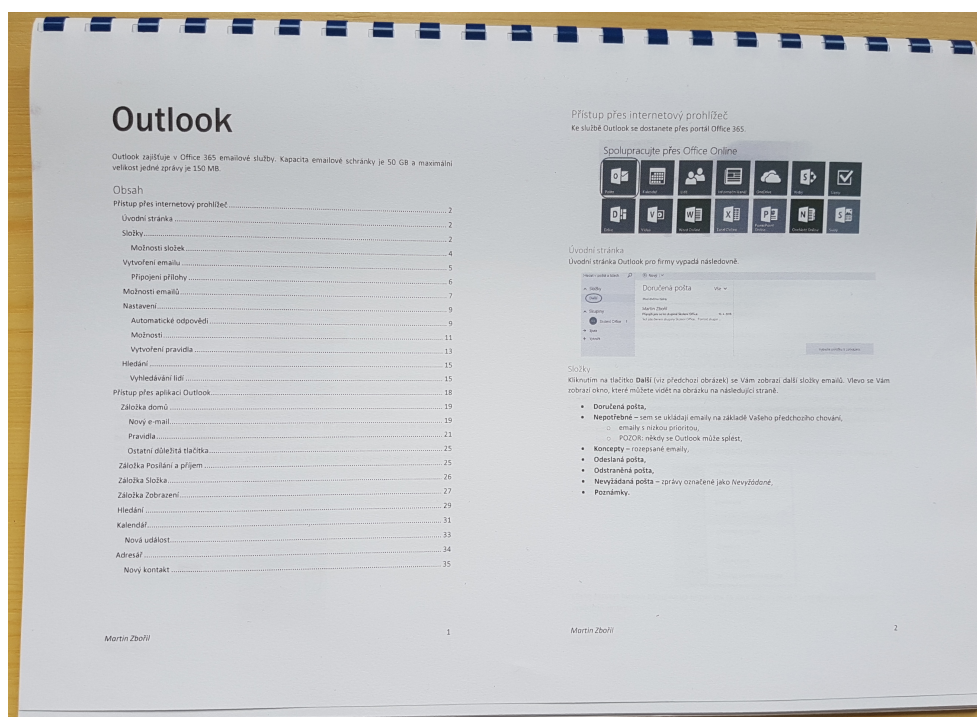 Outlook
Outlook zajišťuje v Office 365 emailové služby. Kapacita emailové schránky je 50 GB a maximální
velikost jedné zprávy je 150 MB.
Obsah
Přístup přes internetový prohlížeč 2
Úvodní stránka 2
Složky 2
Možnosti složek 4
Vytvoření emailu 5
Připojení přílohy 6
Možnosti emailů 7
Nastavení 9
Automatické odpovědi 9
Možnosti 11
Vytvoření pravidla 13
Hledání 15
Vyhledávání lidí 15
Přístup přes aplikaci Outlook 18
Záložka domů 19
Nový e-mail 19
Pravidla 21
Ostatní důležitá tlačítka 25
Záložka Posílání a příjem 25
Záložka Složka 26
Záložka Zobrazení 27
Hledání 29
Kalendář 31
Nová událost 33
Adresář 34
Nový kontakt 35
Martin Zbořil
1
Přístup přes internetový prohlížeč
Ke službě Outlook se dostanete přes portál Office 365.
Spolupracujte přes Office Online
Úvodní stránka
Úvodní stránka Outlook pro firmy vypadá následovně.
Složky
Doručená pošta
Vše
Další
Skupiny
Martin Zbořil
Složky
Kliknutím na tlačítko Další (viz předchozí obrázek) se Vám zobrazí další složky emailů. Vlevo se Vám
zobrazí okno, které můžete vidět na obrázku na následující straně.
• Doručená pošta,
• Nepotřebné – sem se ukládají emaily na základě Vašeho předchozího chování,
○ emaily s nízkou prioritou,
○ POZOR: někdy se Outlook může splést,
• Koncepty – rozepsané emaily,
• Odeslaná pošta,
• Odstraněná pošta,
• Nevyžádaná pošta – zprávy označené jako Nevyžádané,
• Poznámky.
Martin Zbořil
2